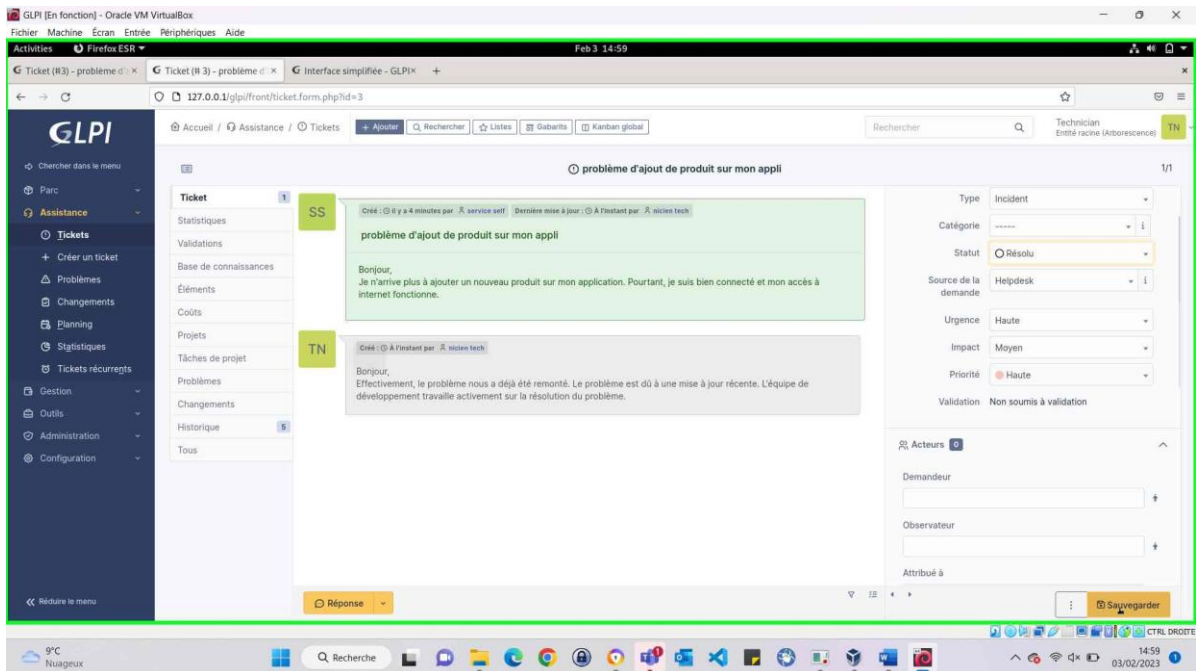 GLPI [En fonction] - Oracle VM VirtualBox
Fichier Machine Écran Entrée Périphériques Aide
Activities Firefox ESR Feb 3 14:59
Ticket (#3) - problème d' Ticket (# 3) - problème d' Interface simplifiée - GLPI +
127.0.0.1/glpi/front/ticket.form.php?id=3
GLPI
Accueil / Assistance / Tickets + Ajouter Rechercher Listes Gabarits Kanban global Rechercher Technician TN
Entité racine (Arborescence)
Chercher dans le menu
problème d'ajout de produit sur mon appli 1/1
Parc
Assistance
Tickets
+ Créer un ticket
Problèmes
Changements
Planning
Statistiques
Tickets récurrents
Gestion
Outils
Administration
Configuration
Réduire le menu
Ticket 1
Statistiques
Validations
Base de connaissances
Éléments
Coûts
Projets
Tâches de projet
Problèmes
Changements
Historique 5
Tous
SS
Créé : il y a 4 minutes par service self Dernière mise à jour : À l'instant par nicien tech
problème d'ajout de produit sur mon appli
Bonjour,
Je n'arrive plus à ajouter un nouveau produit sur mon application. Pourtant, je suis bien connecté et mon accès à
internet fonctionne.
TN
Créé : À l'instant par nicien tech
Bonjour,
Effectivement, le problème nous a déjà été remonté. Le problème est dû à une mise à jour récente. L'équipe de
développement travaille activement sur la résolution du problème.
Réponse
Type Incident
Catégorie ----- i
Statut Résolu
Source de la demande Helpdesk i
Urgence Haute
Impact Moyen
Priorité Haute
Validation Non soumis à validation
Acteurs 0
Demandeur
Observateur
Attribué à
Sauvegarder
CTRL DROITE
9°C
Nuageux
Recherche
14:59
03/02/2023
1